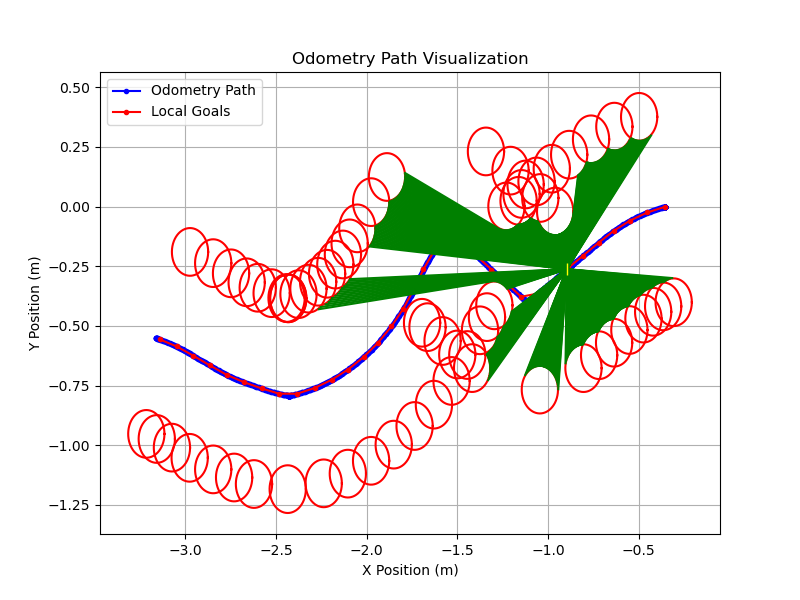 Odometry Path Visualization
Odometry Path
Local Goals
Y Position (m)
0.50
0.25
0.00
−0.25
−0.50
−0.75
−1.00
−1.25
−3.0 −2.5 −2.0 −1.5 −1.0 −0.5
X Position (m)